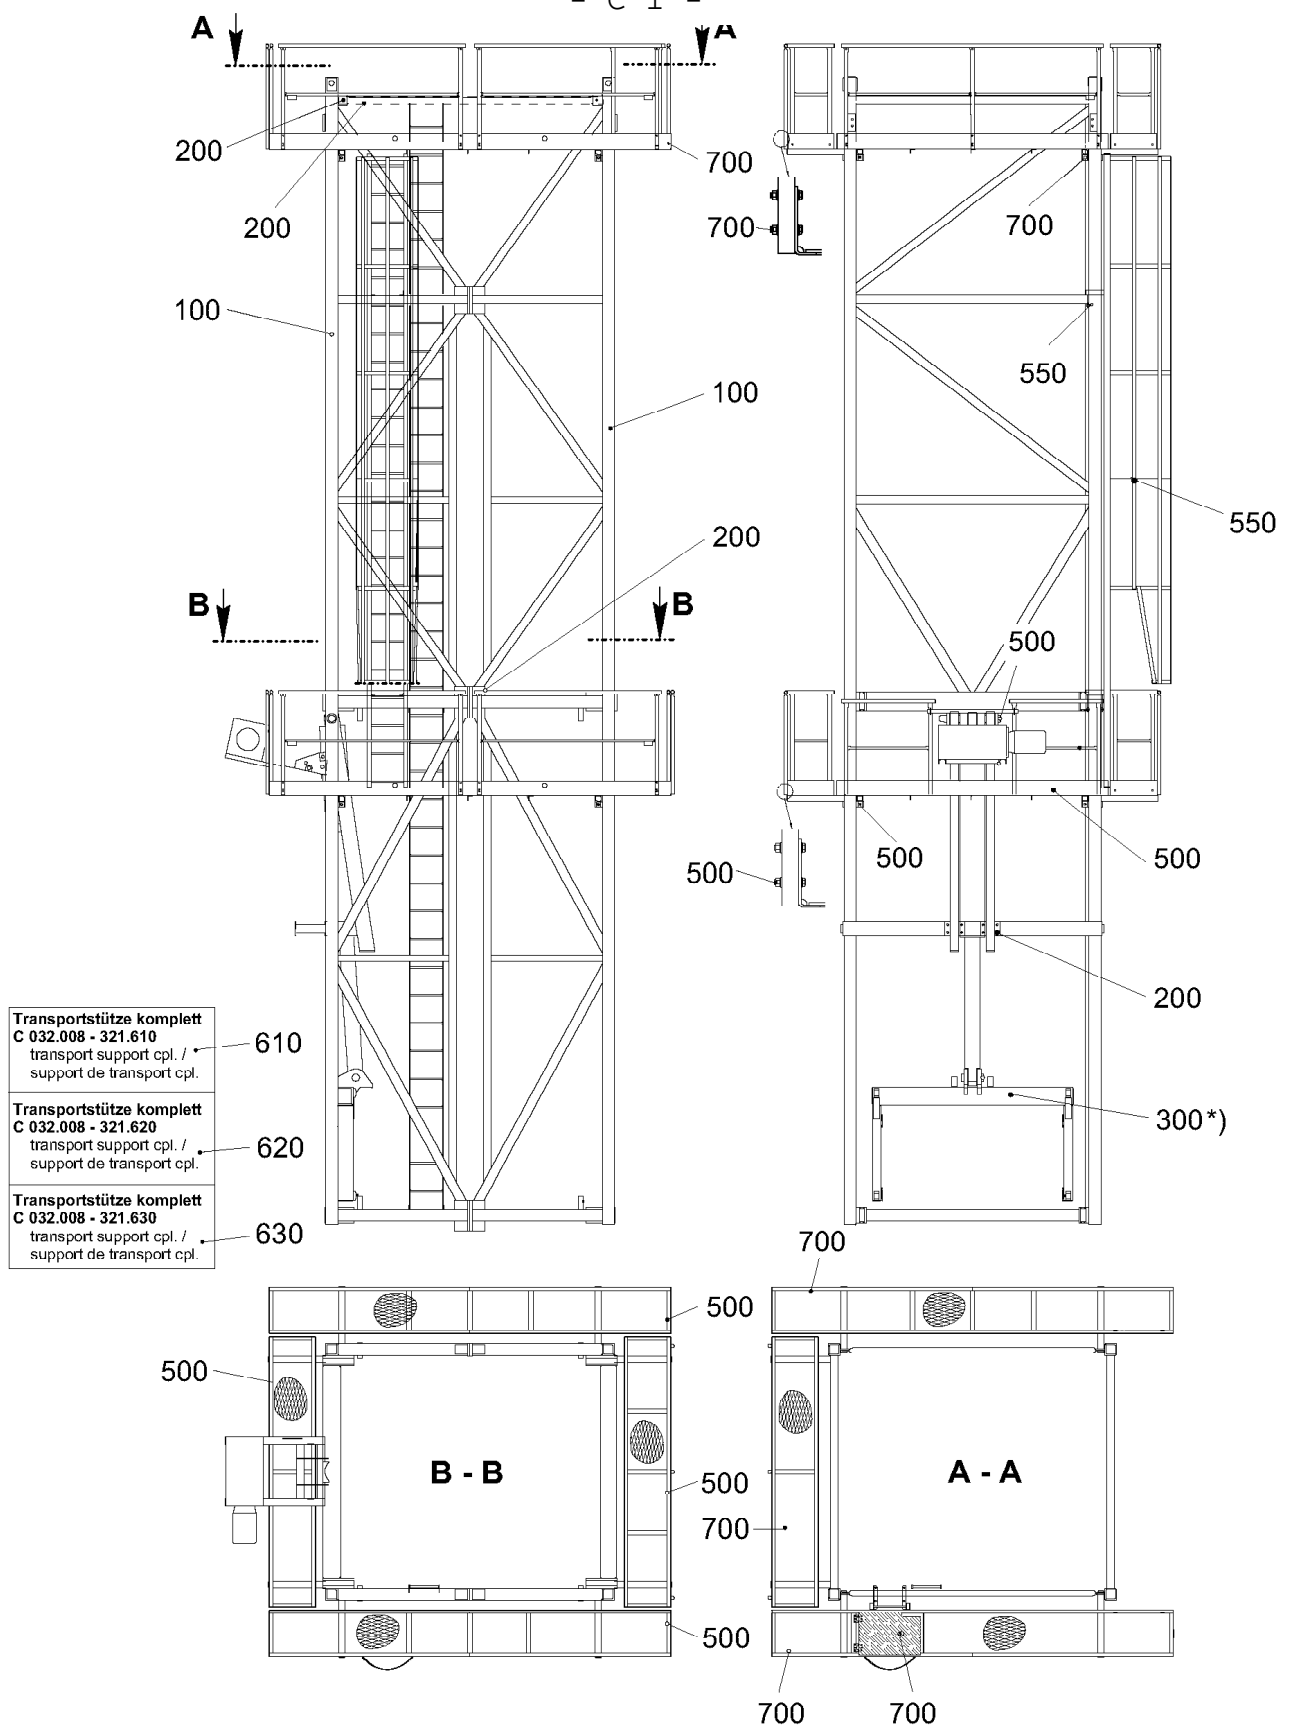 A
A
200
700
200
700
700
100
550
100
550
200
B
B
500
500
500
500
200
Transportstütze komplett
C 032.008 - 321.610
transport support cpl. /
support de transport cpl.
610
Transportstütze komplett
C 032.008 - 321.620
transport support cpl. /
support de transport cpl.
620
Transportstütze komplett
C 032.008 - 321.630
transport support cpl. /
support de transport cpl.
630
300*)
700
500
500
B - B
A - A
500
700
500
700
700
700